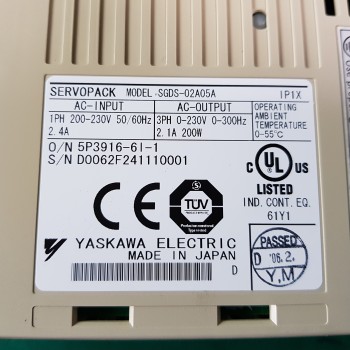 SERVOPACK MODEL SGDS-02A05A IP1X
AC-INPUT AC-OUTPUT OPERATING AMBIENT TEMPERATURE 0-55°C
1PH 200-230V 50/60Hz 3PH 0-230V 0-300Hz
2.4A 2.1A 200W
O/N 5P3916-61-1
S/N D0062F241110001
CE
S
TÜV
C UL US
LISTED
IND. CONT. EQ.
61Y1
YASKAWA ELECTRIC
MADE IN JAPAN
D
PASSED
D '06.2.
Y.M